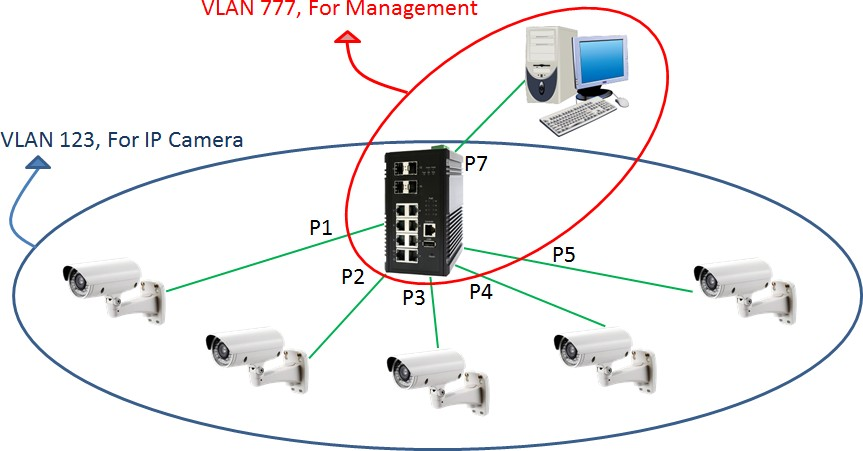 VLAN 777, For Management
VLAN 123, For IP Camera
P7
P1
P5
P2
P3
P4